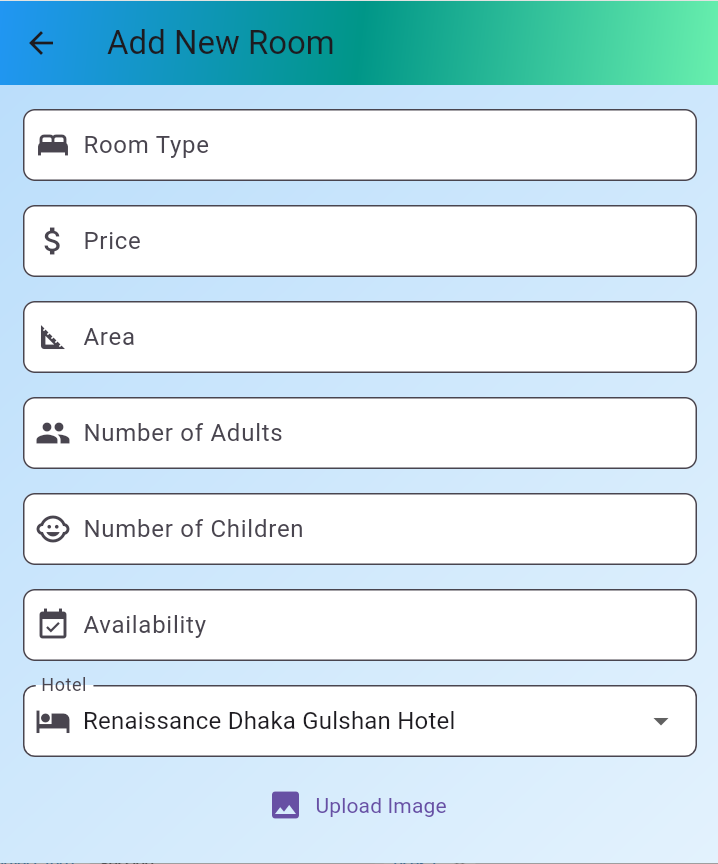 Add New Room
Room Type
Price
Area
Number of Adults
Number of Children
Availability
Hotel
Renaissance Dhaka Gulshan Hotel
Upload Image